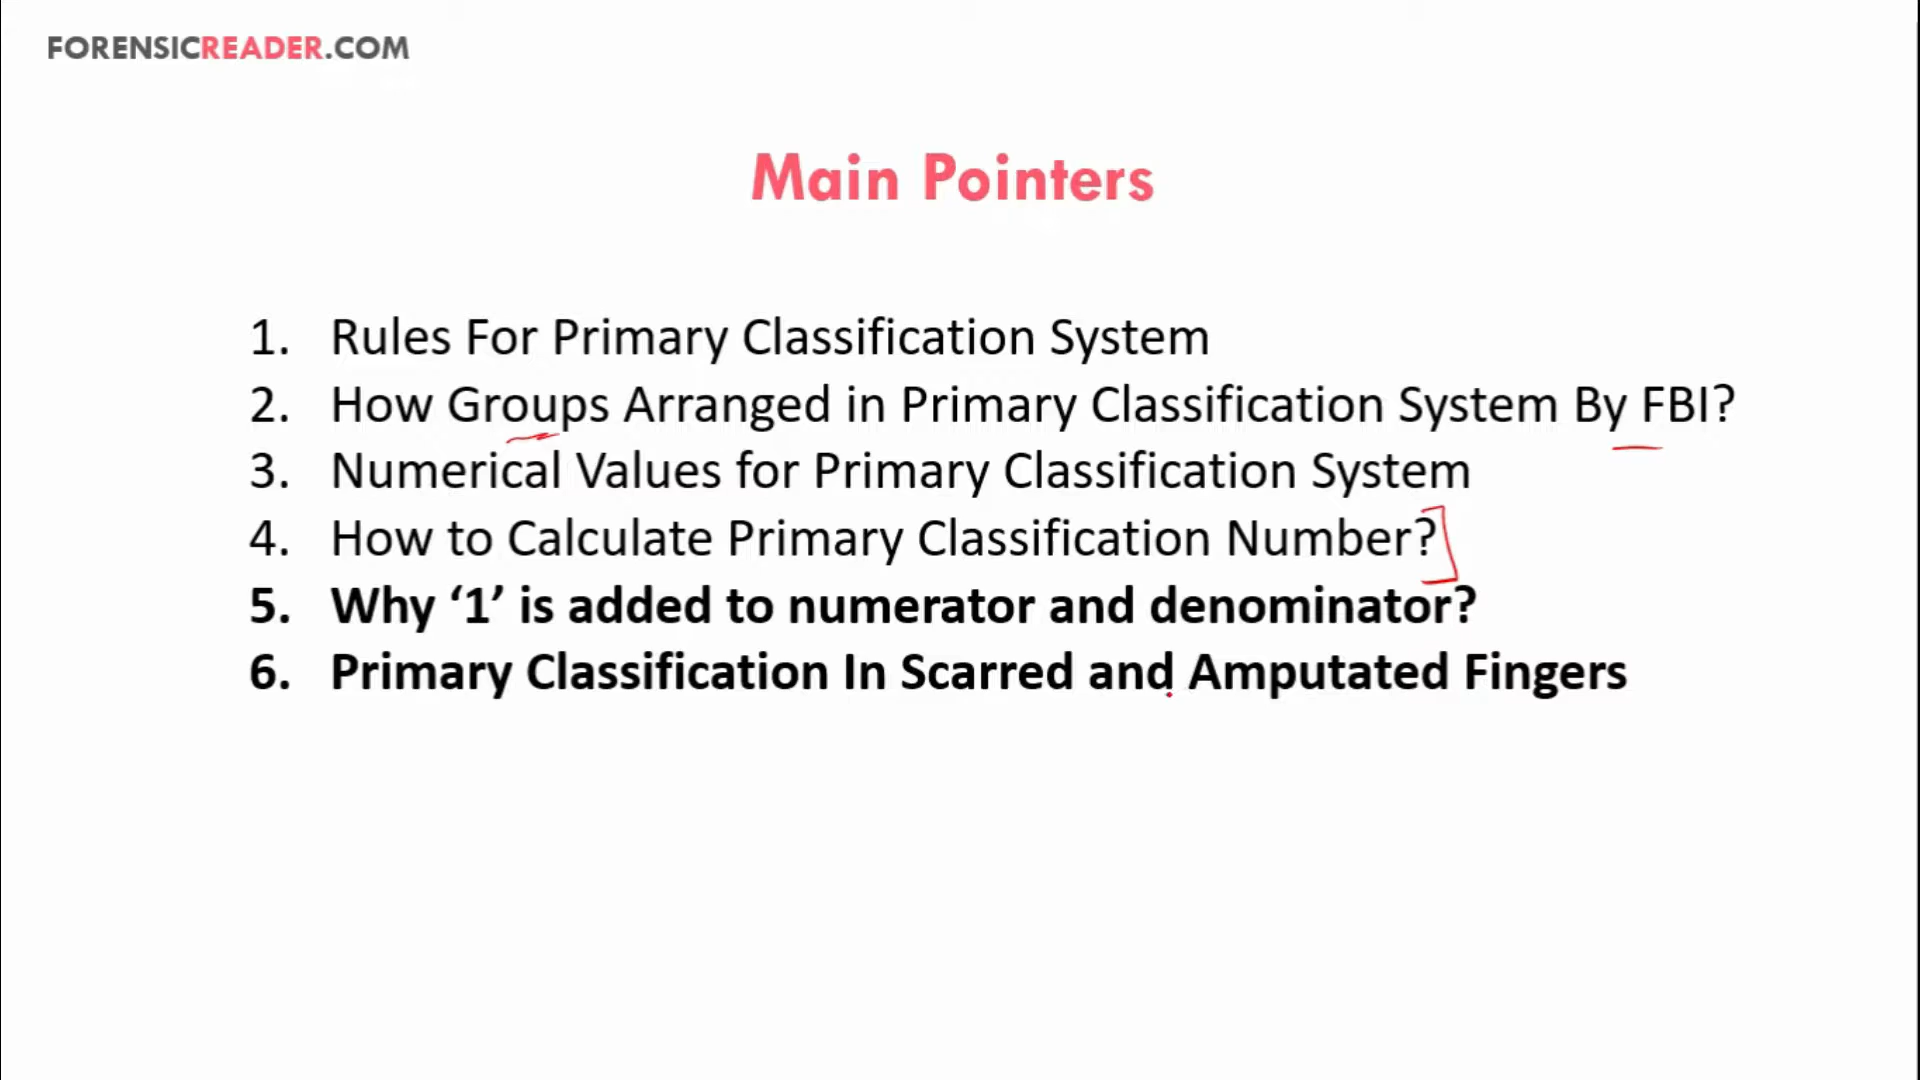 FORENSICREADER.COM
Main Pointers
1. Rules For Primary Classification System
2. How Groups Arranged in Primary Classification System By FBI?
3. Numerical Values for Primary Classification System
4. How to Calculate Primary Classification Number?
5. Why ‘1’ is added to numerator and denominator?
6. Primary Classification In Scarred and Amputated Fingers